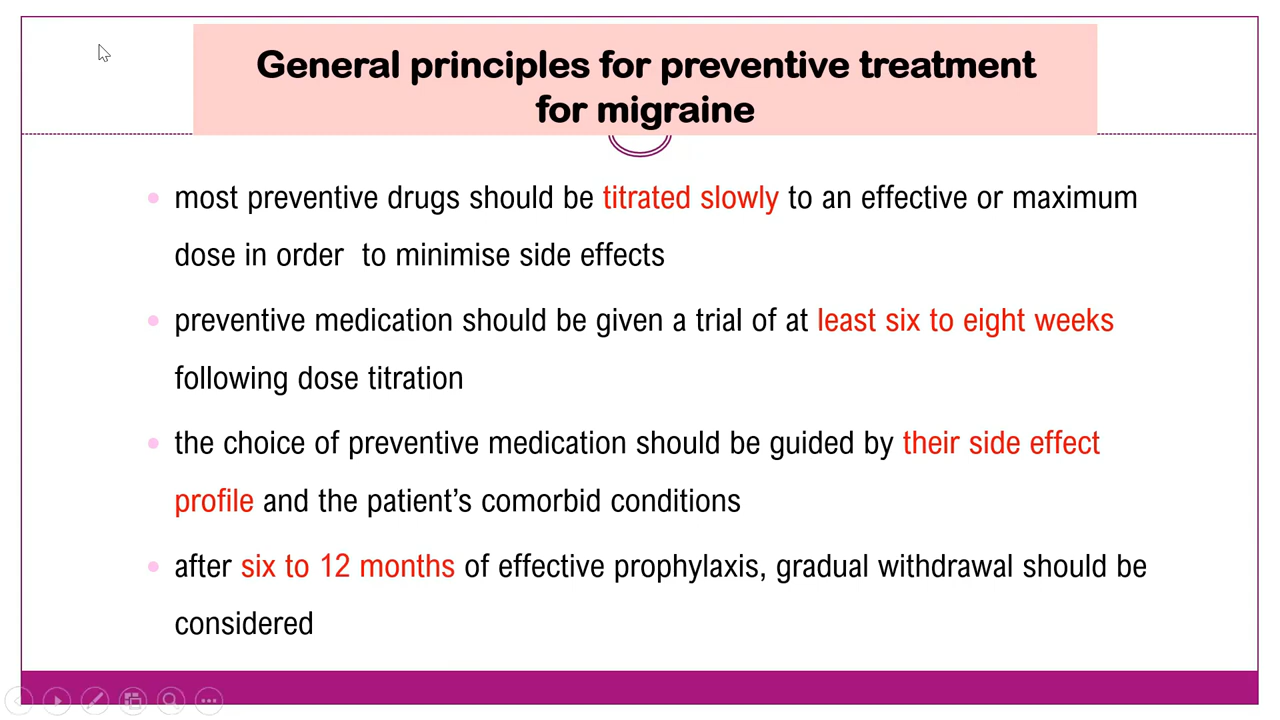 General principles for preventive treatment
for migraine
most preventive drugs should be titrated slowly to an effective or maximum
dose in order  to minimise side effects
preventive medication should be given a trial of at least six to eight weeks
following dose titration
the choice of preventive medication should be guided by their side effect
profile and the patient’s comorbid conditions
after six to 12 months of effective prophylaxis, gradual withdrawal should be
considered